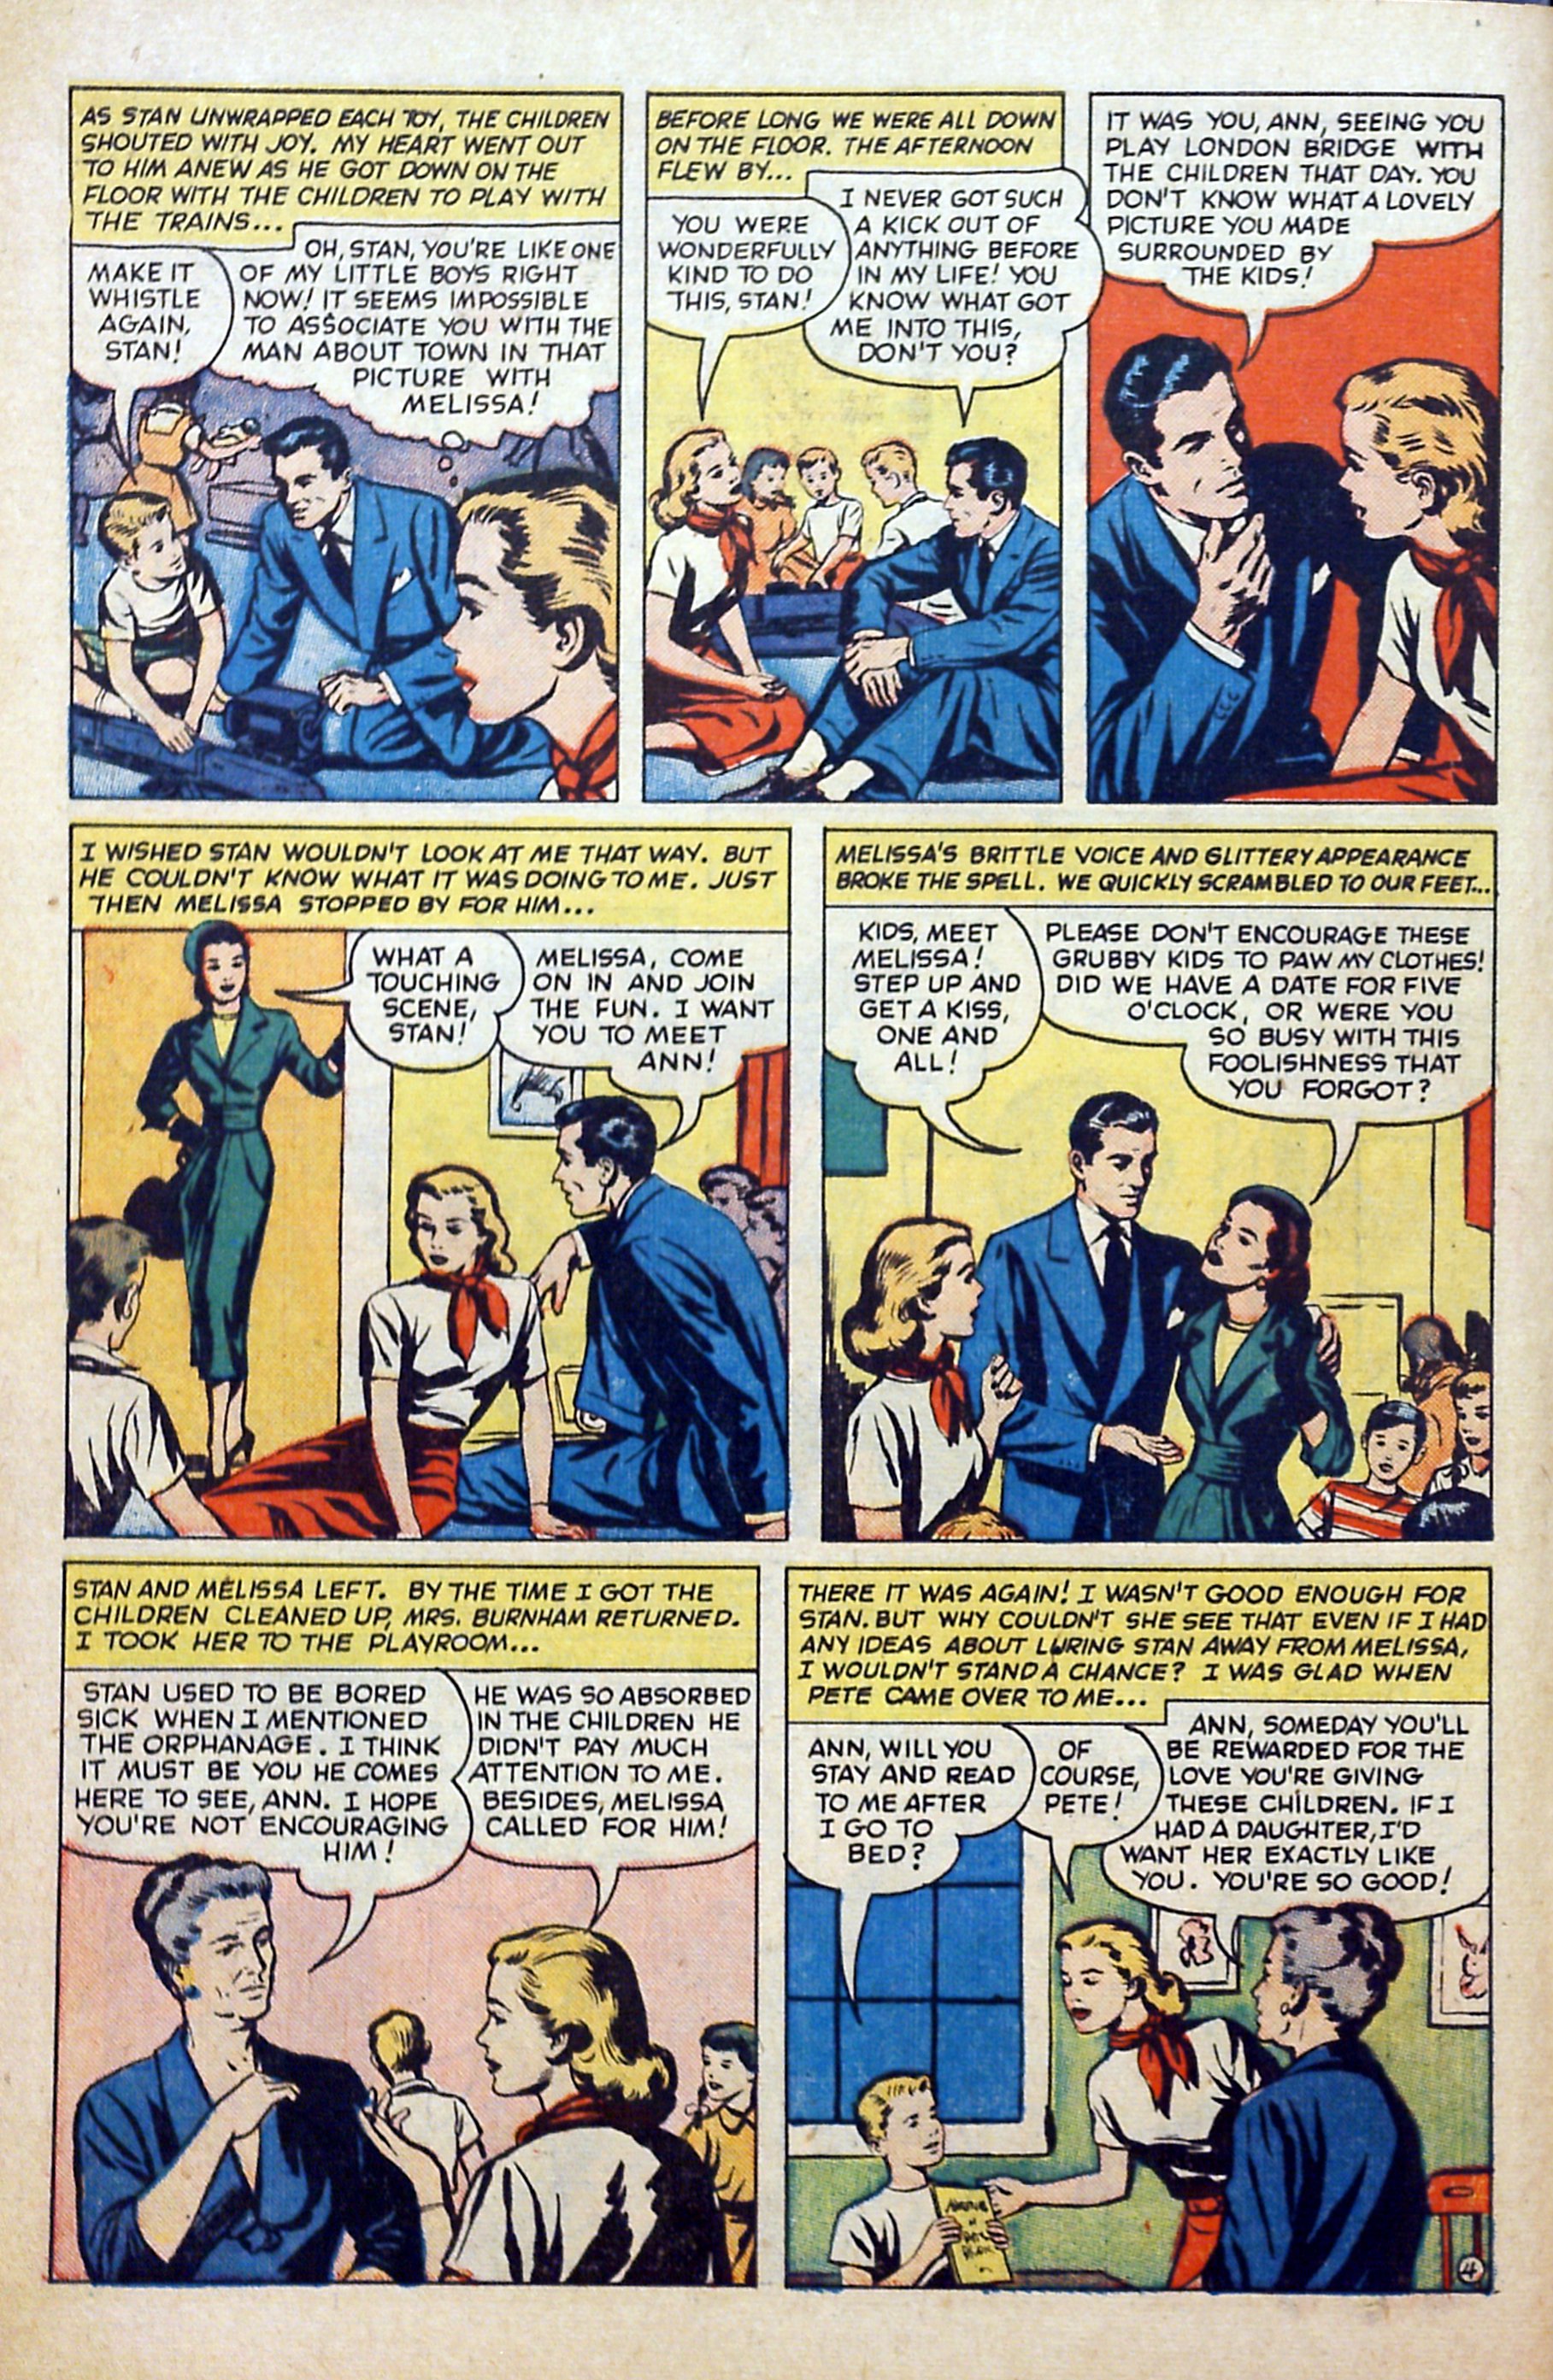 AS STAN UNWRAPPED EACH TOY, THE CHILDREN
SHOUTED WITH JOY. MY HEART WENT OUT
TO HIM ANEW AS HE GOT DOWN ON THE
FLOOR WITH THE CHILDREN TO PLAY WITH
THE TRAINS...
MAKE IT
WHISTLE
AGAIN,
STAN!
OH, STAN, YOU'RE LIKE ONE
OF MY LITTLE BOYS RIGHT
NOW! IT SEEMS IMPOSSIBLE
TO ASSOCIATE YOU WITH THE
MAN ABOUT TOWN IN THAT
PICTURE WITH
MELISSA!
BEFORE LONG WE WERE ALL DOWN
ON THE FLOOR. THE AFTERNOON
FLEW BY...
YOU WERE
WONDERFULLY
KIND TO DO
THIS, STAN!
I NEVER GOT SUCH
A KICK OUT OF
ANYTHING BEFORE
IN MY LIFE! YOU
KNOW WHAT GOT
ME INTO THIS,
DON'T YOU?
IT WAS YOU, ANN, SEEING YOU
PLAY LONDON BRIDGE WITH
THE CHILDREN THAT DAY. YOU
DON'T KNOW WHAT A LOVELY
PICTURE YOU MADE
SURROUNDED BY
THE KIDS!
I WISHED STAN WOULDN'T LOOK AT ME THAT WAY. BUT
HE COULDN'T KNOW WHAT IT WAS DOING TO ME. JUST
THEN MELISSA STOPPED BY FOR HIM...
WHAT A
TOUCHING
SCENE,
STAN!
MELISSA, COME
ON IN AND JOIN
THE FUN. I WANT
YOU TO MEET
ANN!
MELISSA'S BRITTLE VOICE AND GLITTERY APPEARANCE
BROKE THE SPELL. WE QUICKLY SCRAMBLED TO OUR FEET...
KIDS, MEET
MELISSA!
STEP UP AND
GET A KISS,
ONE AND
ALL!
PLEASE DON'T ENCOURAGE THESE
GRUBBY KIDS TO PAW MY CLOTHES!
DID WE HAVE A DATE FOR FIVE
O'CLOCK, OR WERE YOU
SO BUSY WITH THIS
FOOLISHNESS THAT
YOU FORGOT?
STAN AND MELISSA LEFT. BY THE TIME I GOT THE
CHILDREN CLEANED UP, MRS. BURNHAM RETURNED.
I TOOK HER TO THE PLAYROOM...
STAN USED TO BE BORED
SICK WHEN I MENTIONED
THE ORPHANAGE. I THINK
IT MUST BE YOU HE COMES
HERE TO SEE, ANN. I HOPE
YOU'RE NOT ENCOURAGING
HIM!
HE WAS SO ABSORBED
IN THE CHILDREN HE
DIDN'T PAY MUCH
ATTENTION TO ME.
BESIDES, MELISSA
CALLED FOR HIM!
THERE IT WAS AGAIN! I WASN'T GOOD ENOUGH FOR
STAN. BUT WHY COULDN'T SHE SEE THAT EVEN IF I HAD
ANY IDEAS ABOUT LURING STAN AWAY FROM MELISSA,
I WOULDN'T STAND A CHANCE? I WAS GLAD WHEN
PETE CAME OVER TO ME...
ANN, WILL YOU
STAY AND READ
TO ME AFTER
I GO TO
BED?
OF
COURSE,
PETE!
ANN, SOMEDAY YOU'LL
BE REWARDED FOR THE
LOVE YOU'RE GIVING
THESE CHILDREN. IF I
HAD A DAUGHTER, I'D
WANT HER EXACTLY LIKE
YOU. YOU'RE SO GOOD!
4